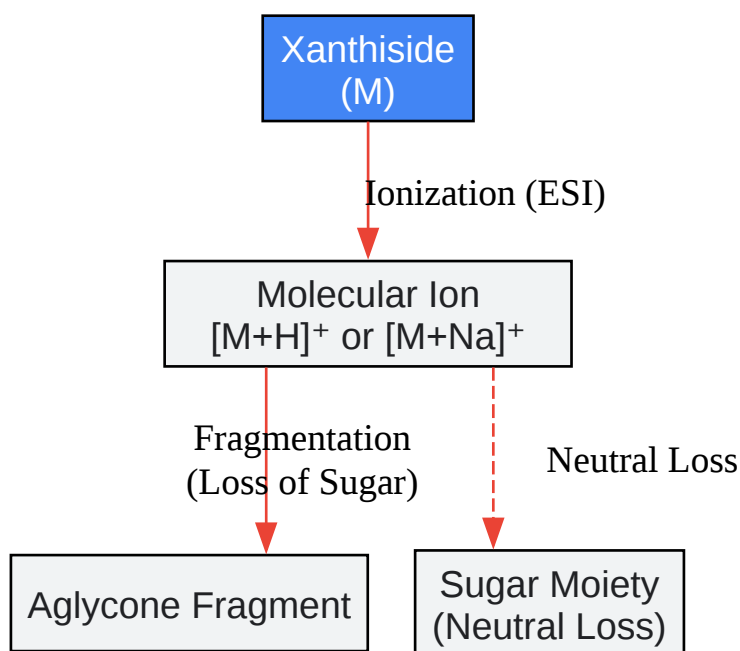 Xanthiside
(M)
Ionization (ESI)
Molecular Ion
[M+H]⁺ or [M+Na]⁺
Fragmentation
(Loss of Sugar)
Neutral Loss
Aglycone Fragment
Sugar Moiety
(Neutral Loss)